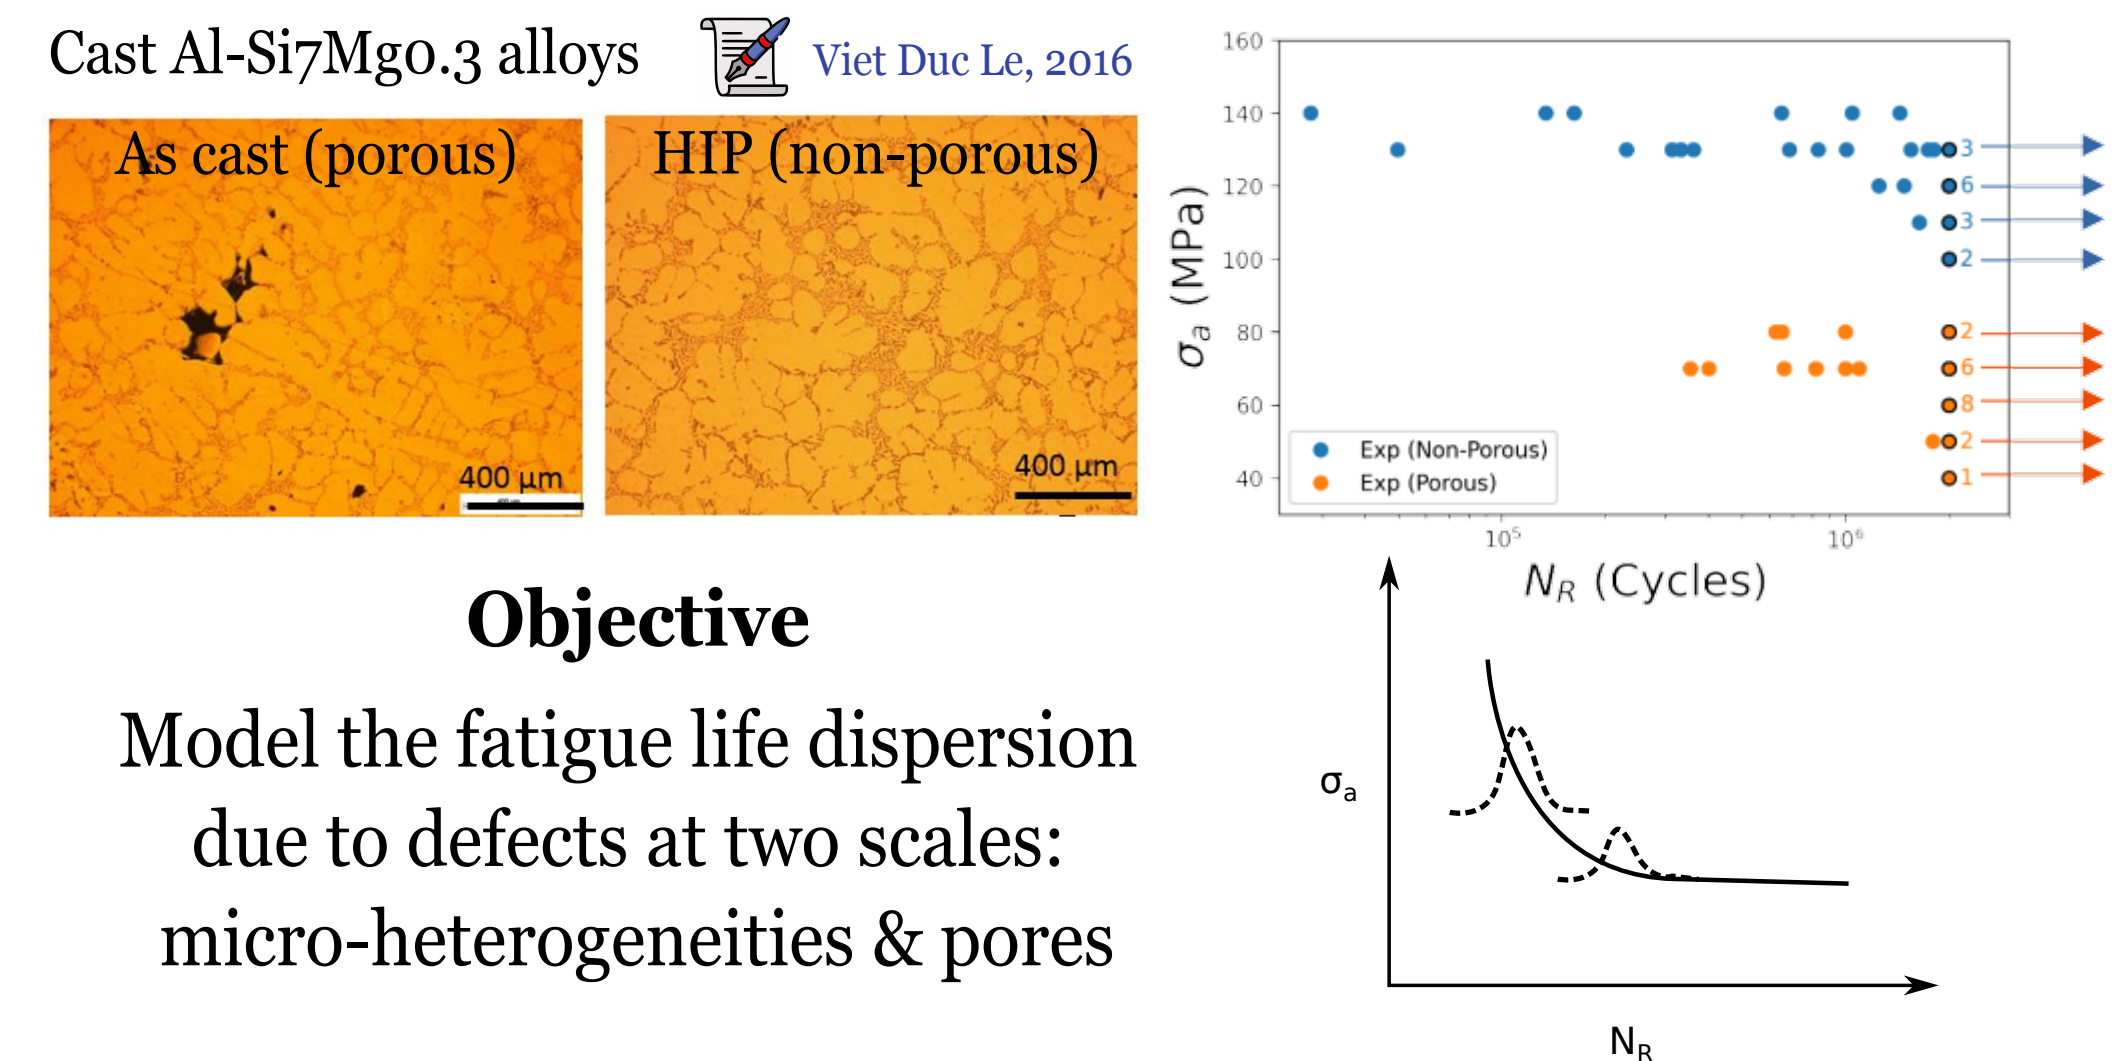 Cast Al-Si7Mg0.3 alloys
Viet Duc Le, 2016
As cast (porous)
400 µm
HIP (non-porous)
400 µm
Objective
Model the fatigue life dispersion
due to defects at two scales:
micro-heterogeneities & pores
σa (MPa)
160
140
120
100
80
60
40
3
6
3
2
2
6
8
2
1
Exp (Non-Porous)
Exp (Porous)
10⁵
10⁶
NR (Cycles)
σa
NR